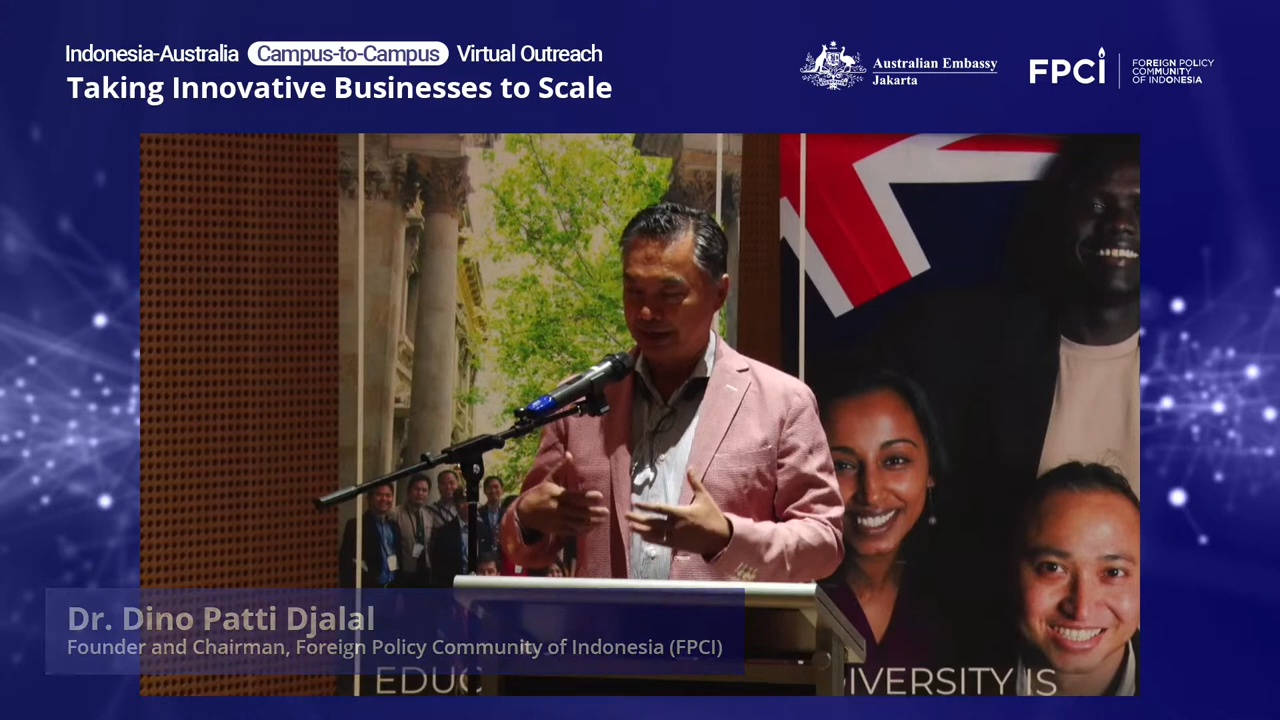 Indonesia-Australia Campus-to-Campus Virtual Outreach
Taking Innovative Businesses to Scale
Australian Embassy
Jakarta
FPCI
FOREIGN POLICY
COMMUNITY
OF INDONESIA
Dr. Dino Patti Djalal
Founder and Chairman, Foreign Policy Community of Indonesia (FPCI)
EDUC
IVERSITY IS